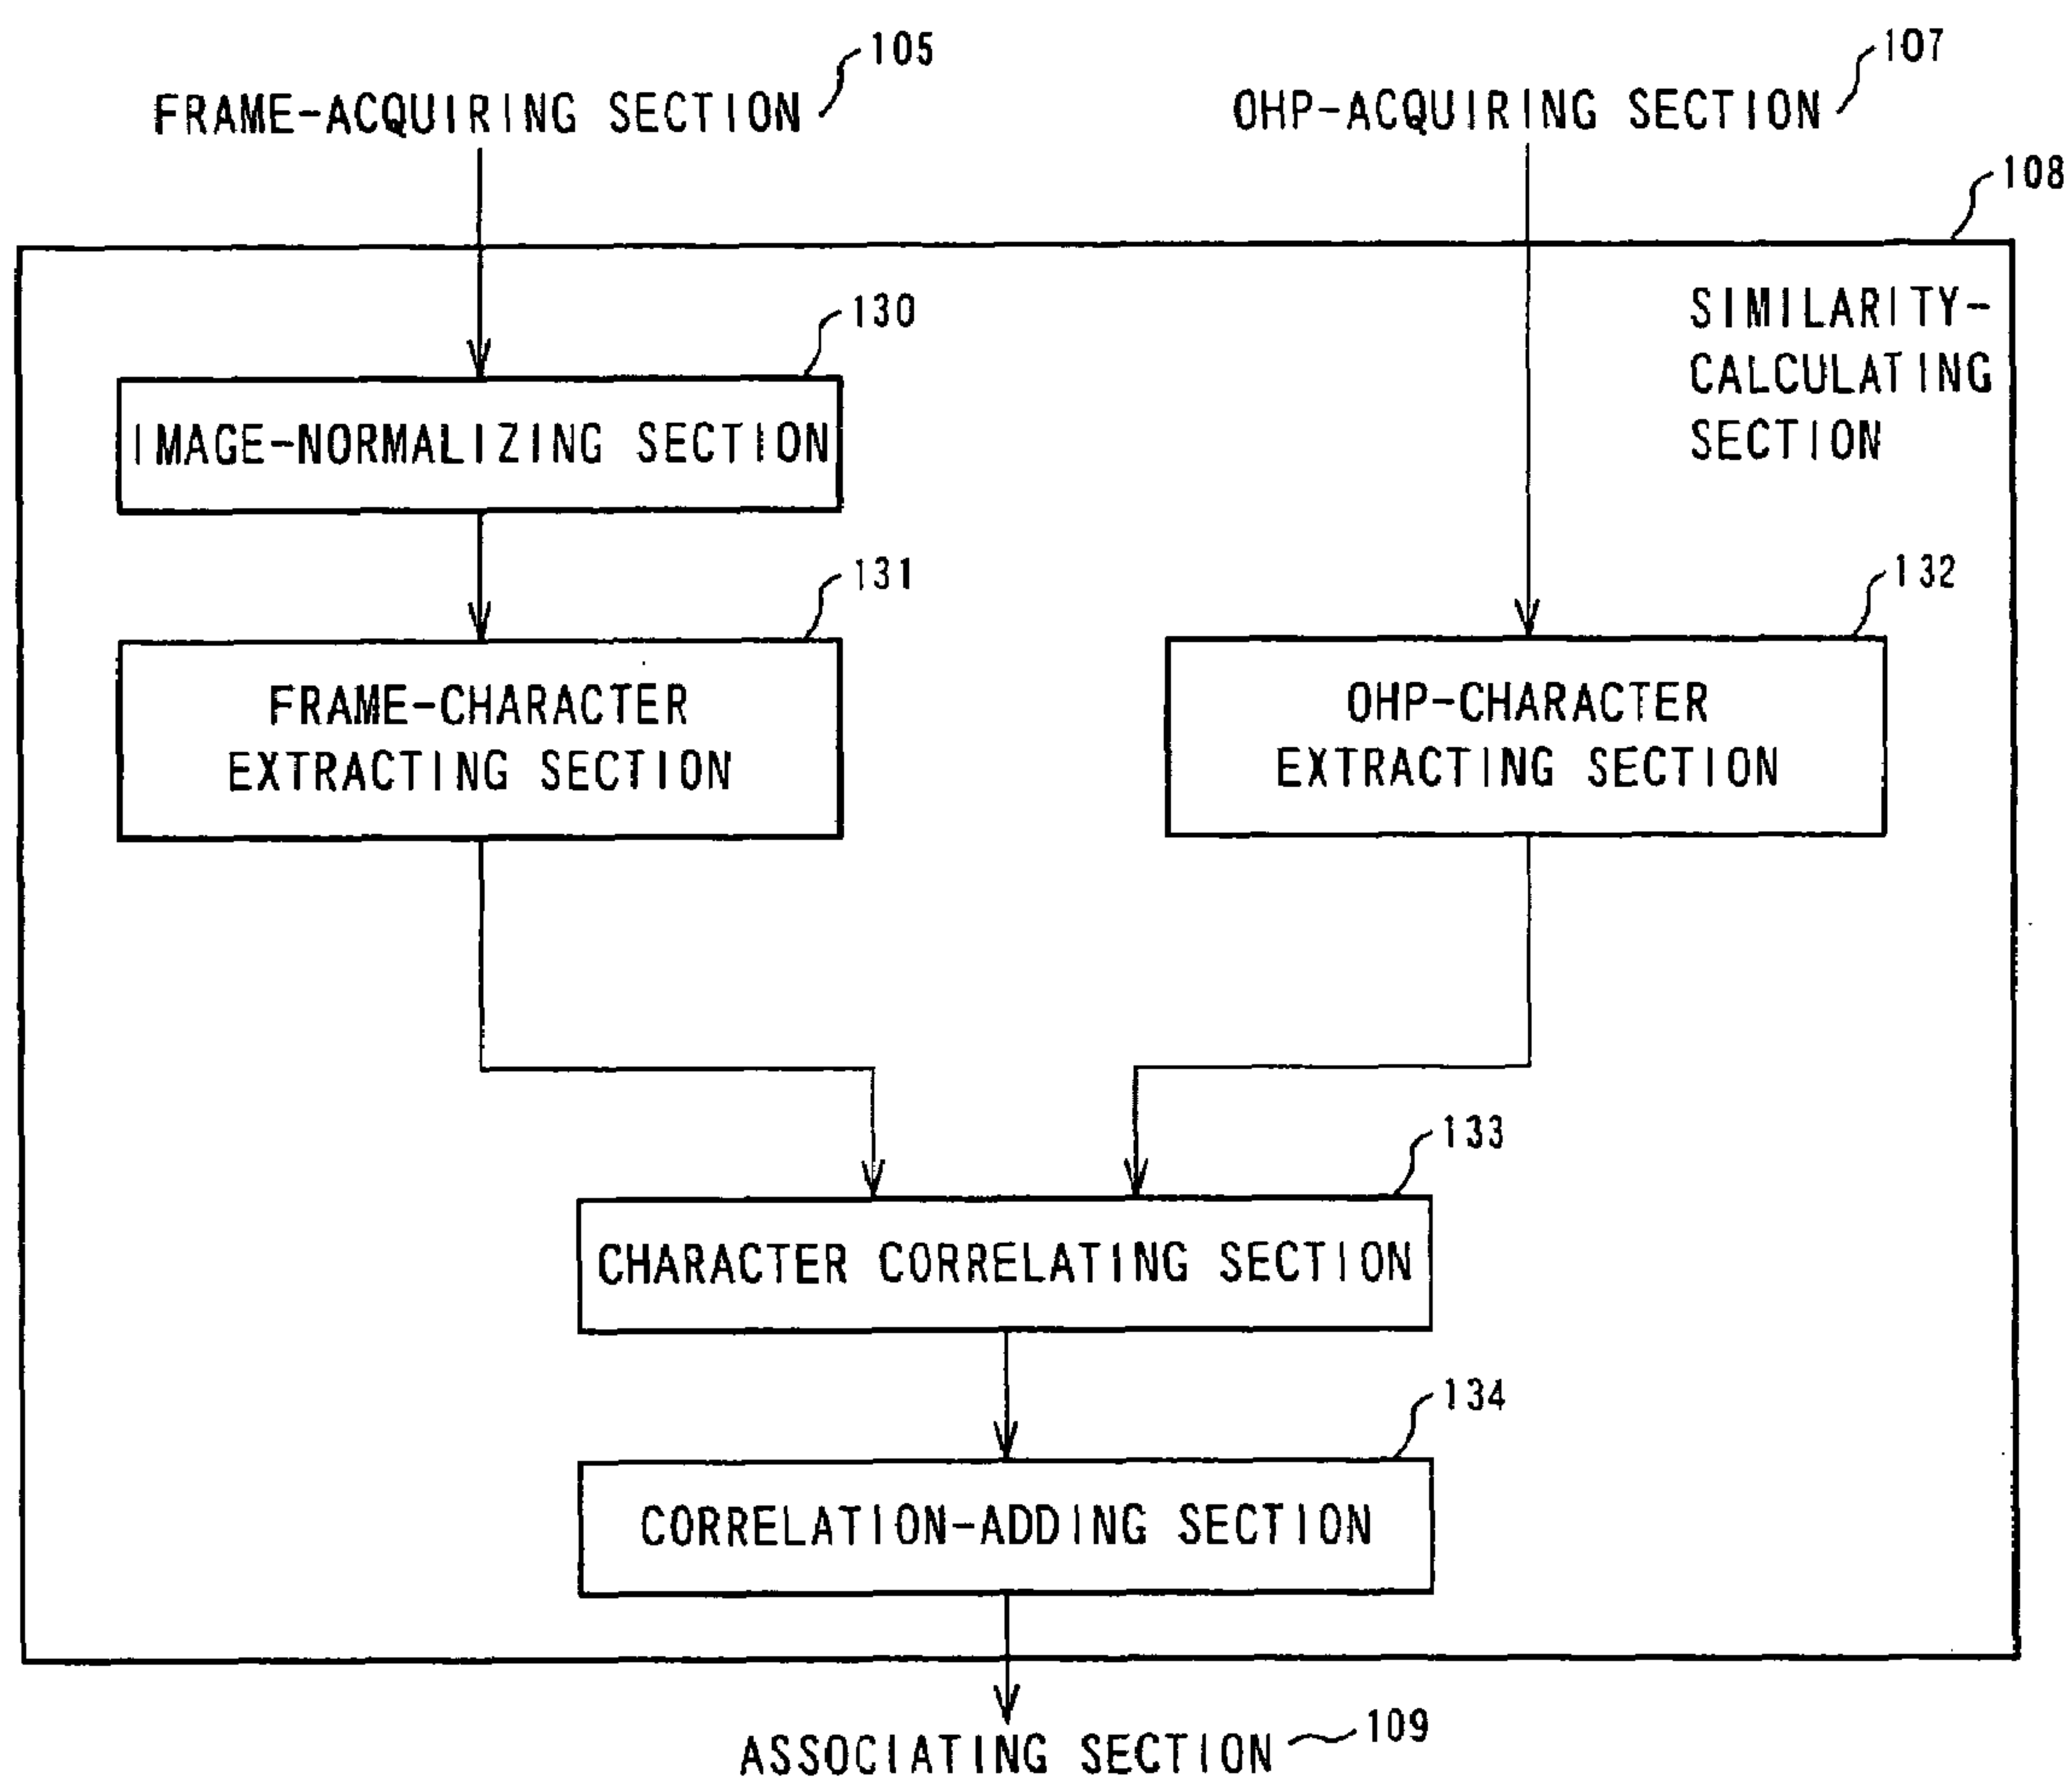 105
FRAME-ACQUIRING SECTION
107
OHP-ACQUIRING SECTION
108
SIMILARITY-
CALCULATING
SECTION
130
IMAGE-NORMALIZING SECTION
131
FRAME-CHARACTER
EXTRACTING SECTION
132
OHP-CHARACTER
EXTRACTING SECTION
133
CHARACTER CORRELATING SECTION
134
CORRELATION-ADDING SECTION
ASSOCIATING SECTION
109